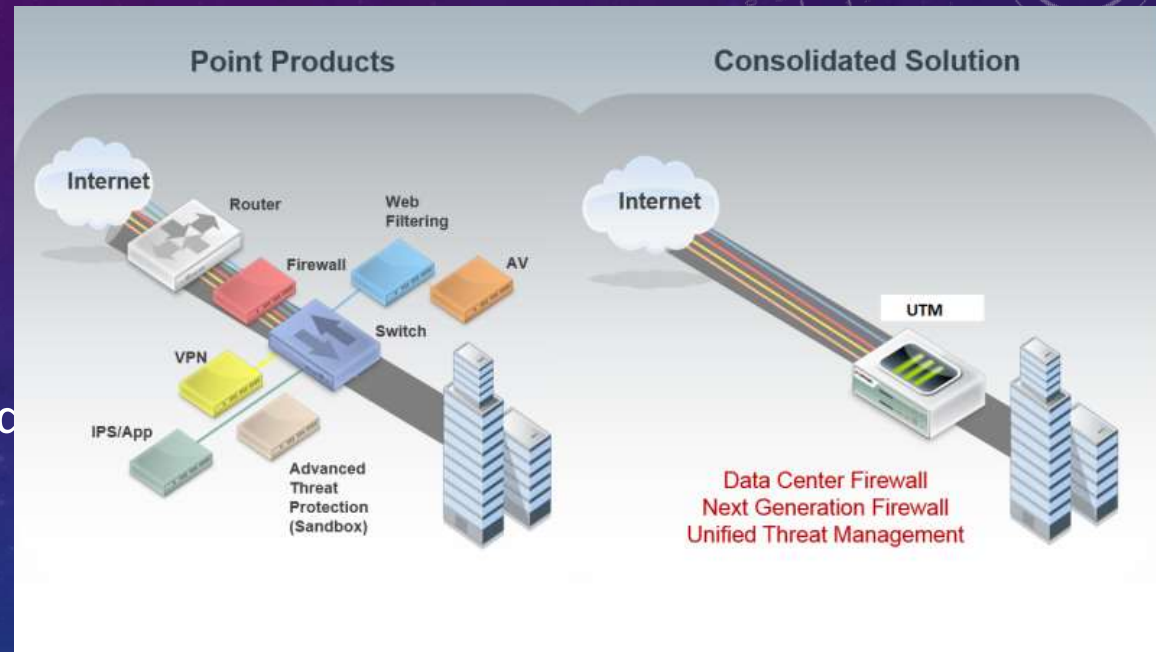 Point Products
Internet
Router
Web
Filtering
Firewall
AV
Switch
VPN
IPS/App
Advanced
Threat
Protection
(Sandbox)
Consolidated Solution
Internet
UTM
Data Center Firewall
Next Generation Firewall
Unified Threat Management